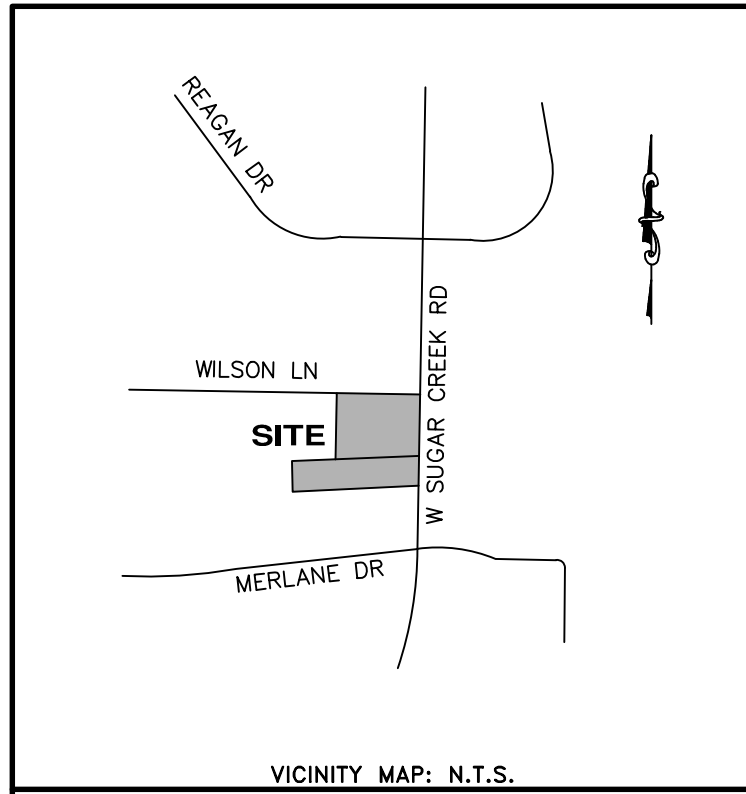 REAGAN DR
W SUGAR CREEK RD
WILSON LN
SITE
MERLANE DR
VICINITY MAP: N.T.S.